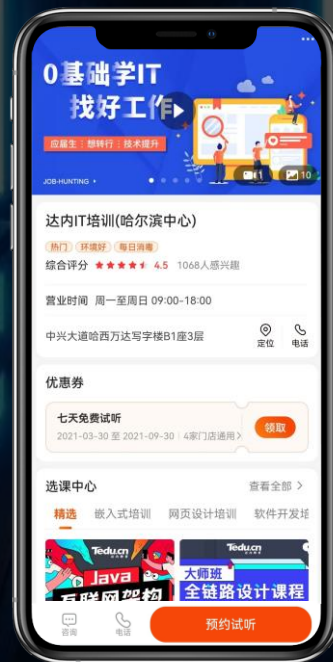 0基础学IT
找好工作
应届生 | 想转行 | 技术提升
JOB-HUNTING
1
10
达内IT培训(哈尔滨中心)
热门 环境好 每日消毒
综合评分 4.5 1068人感兴趣
营业时间 周一至周日 09:00-18:00
中兴大道哈西万达写字楼B1座3层
定位 电话
优惠券
七天免费试听
2021-03-30 至 2021-09-30 | 4家门店通用>
领取
选课中心 查看全部 >
精选 嵌入式培训 网页设计培训 软件开发培
Tedu.cn
Java
互联网架构
Tedu.cn
大师班
全链路设计课程
咨询 电话 预约试听